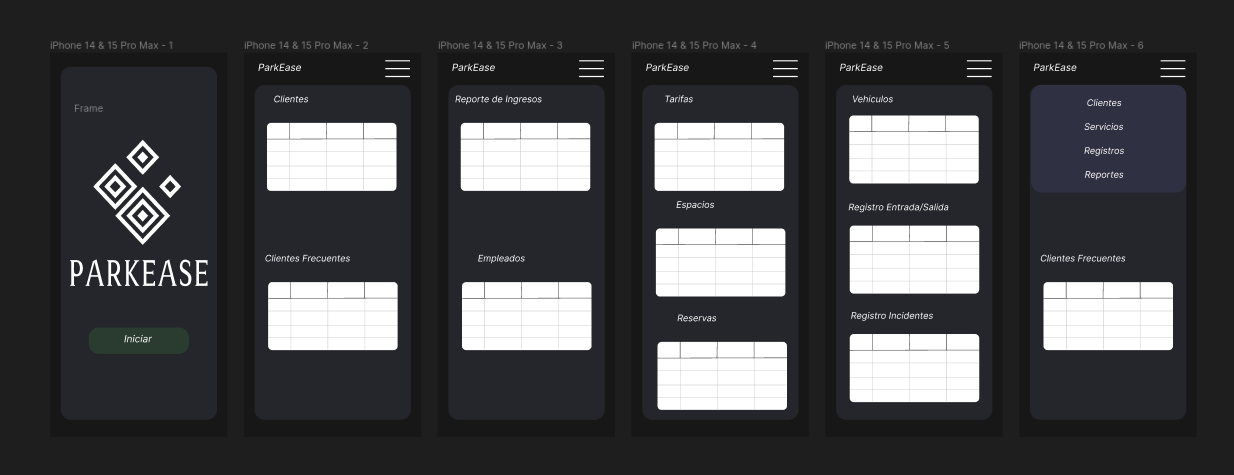 iPhone 14 & 15 Pro Max - 1
Frame
PARKEASE
Iniciar
iPhone 14 & 15 Pro Max - 2
ParkEase
Clientes
Clientes Frecuentes
iPhone 14 & 15 Pro Max - 3
ParkEase
Reporte de Ingresos
Empleados
iPhone 14 & 15 Pro Max - 4
ParkEase
Tarifas
Espacios
Reservas
iPhone 14 & 15 Pro Max - 5
ParkEase
Vehiculos
Registro Entrada/Salida
Registro Incidentes
iPhone 14 & 15 Pro Max - 6
ParkEase
Clientes
Servicios
Registros
Reportes
Clientes Frecuentes